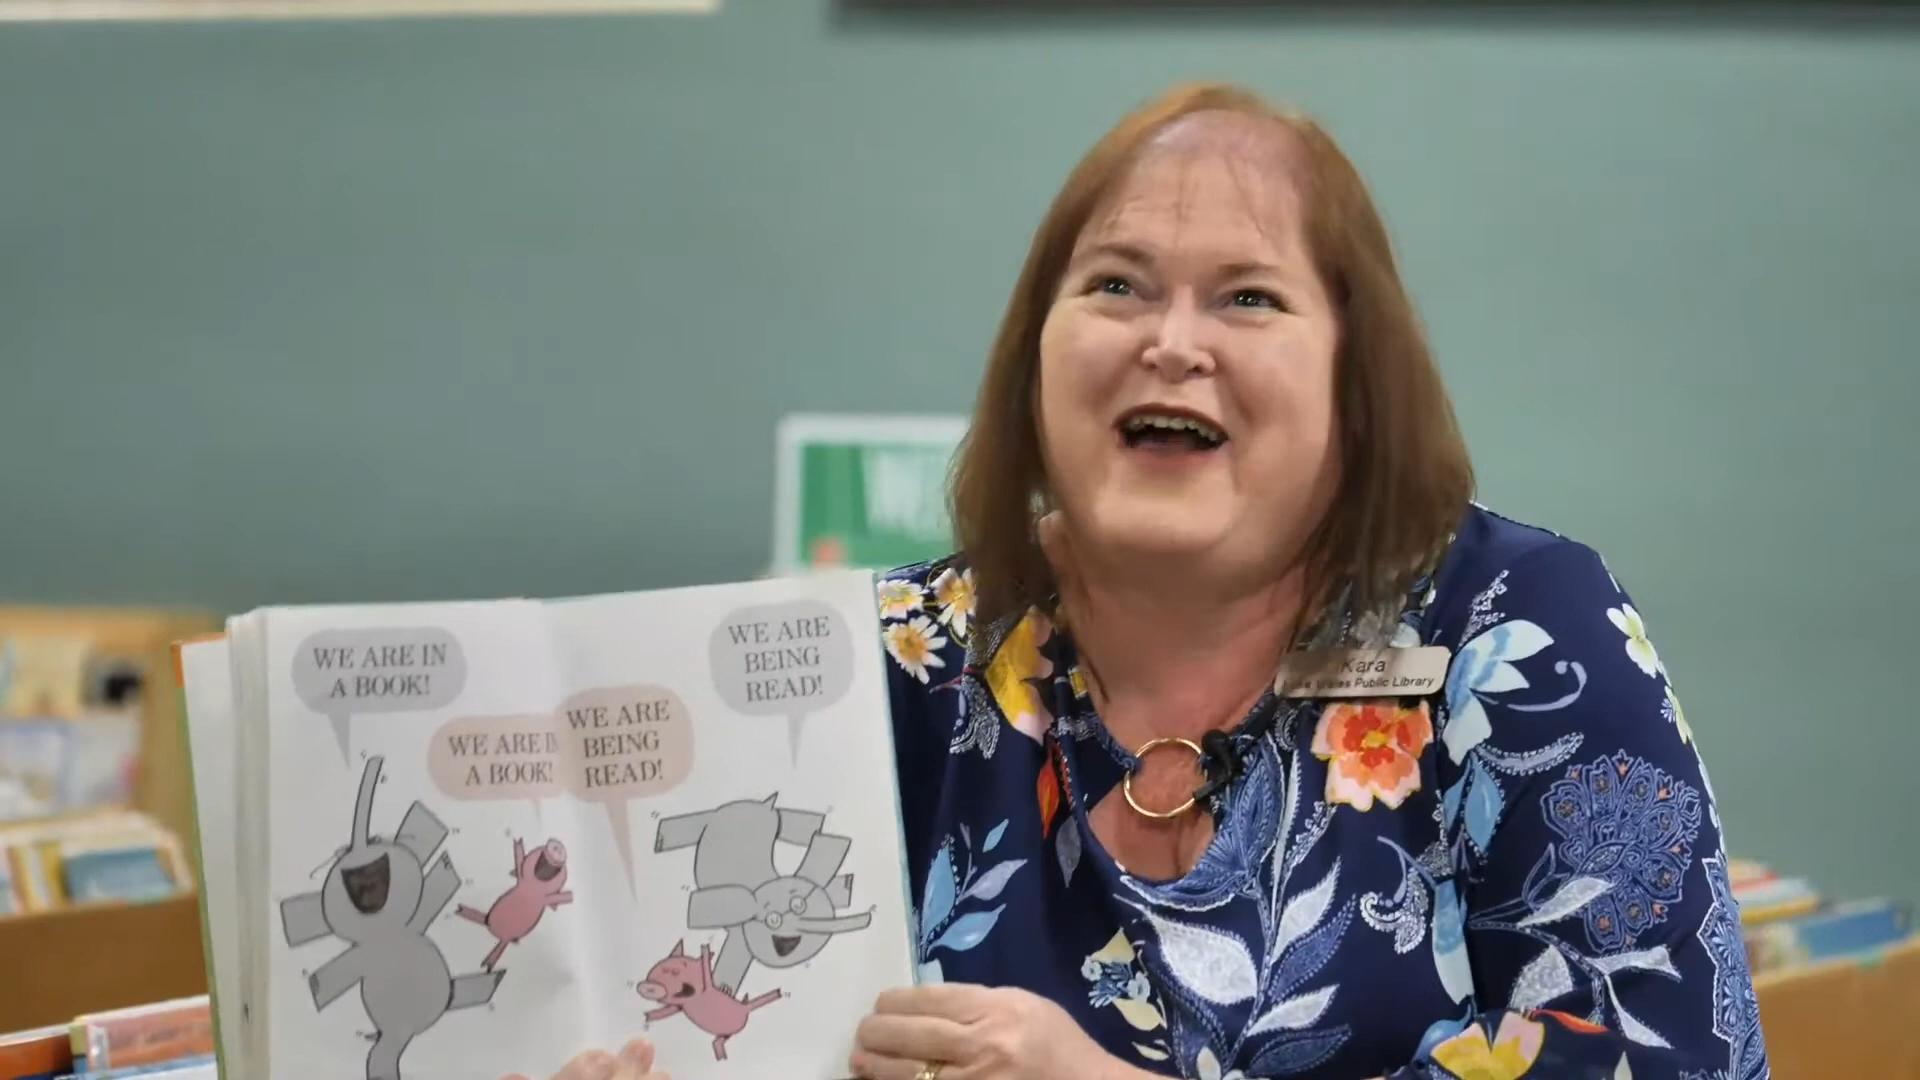 WE ARE IN
A BOOK!
WE ARE
A BOOK!
WE ARE
BEING
READ!
WE ARE
BEING
READ!
Kara
Public Library